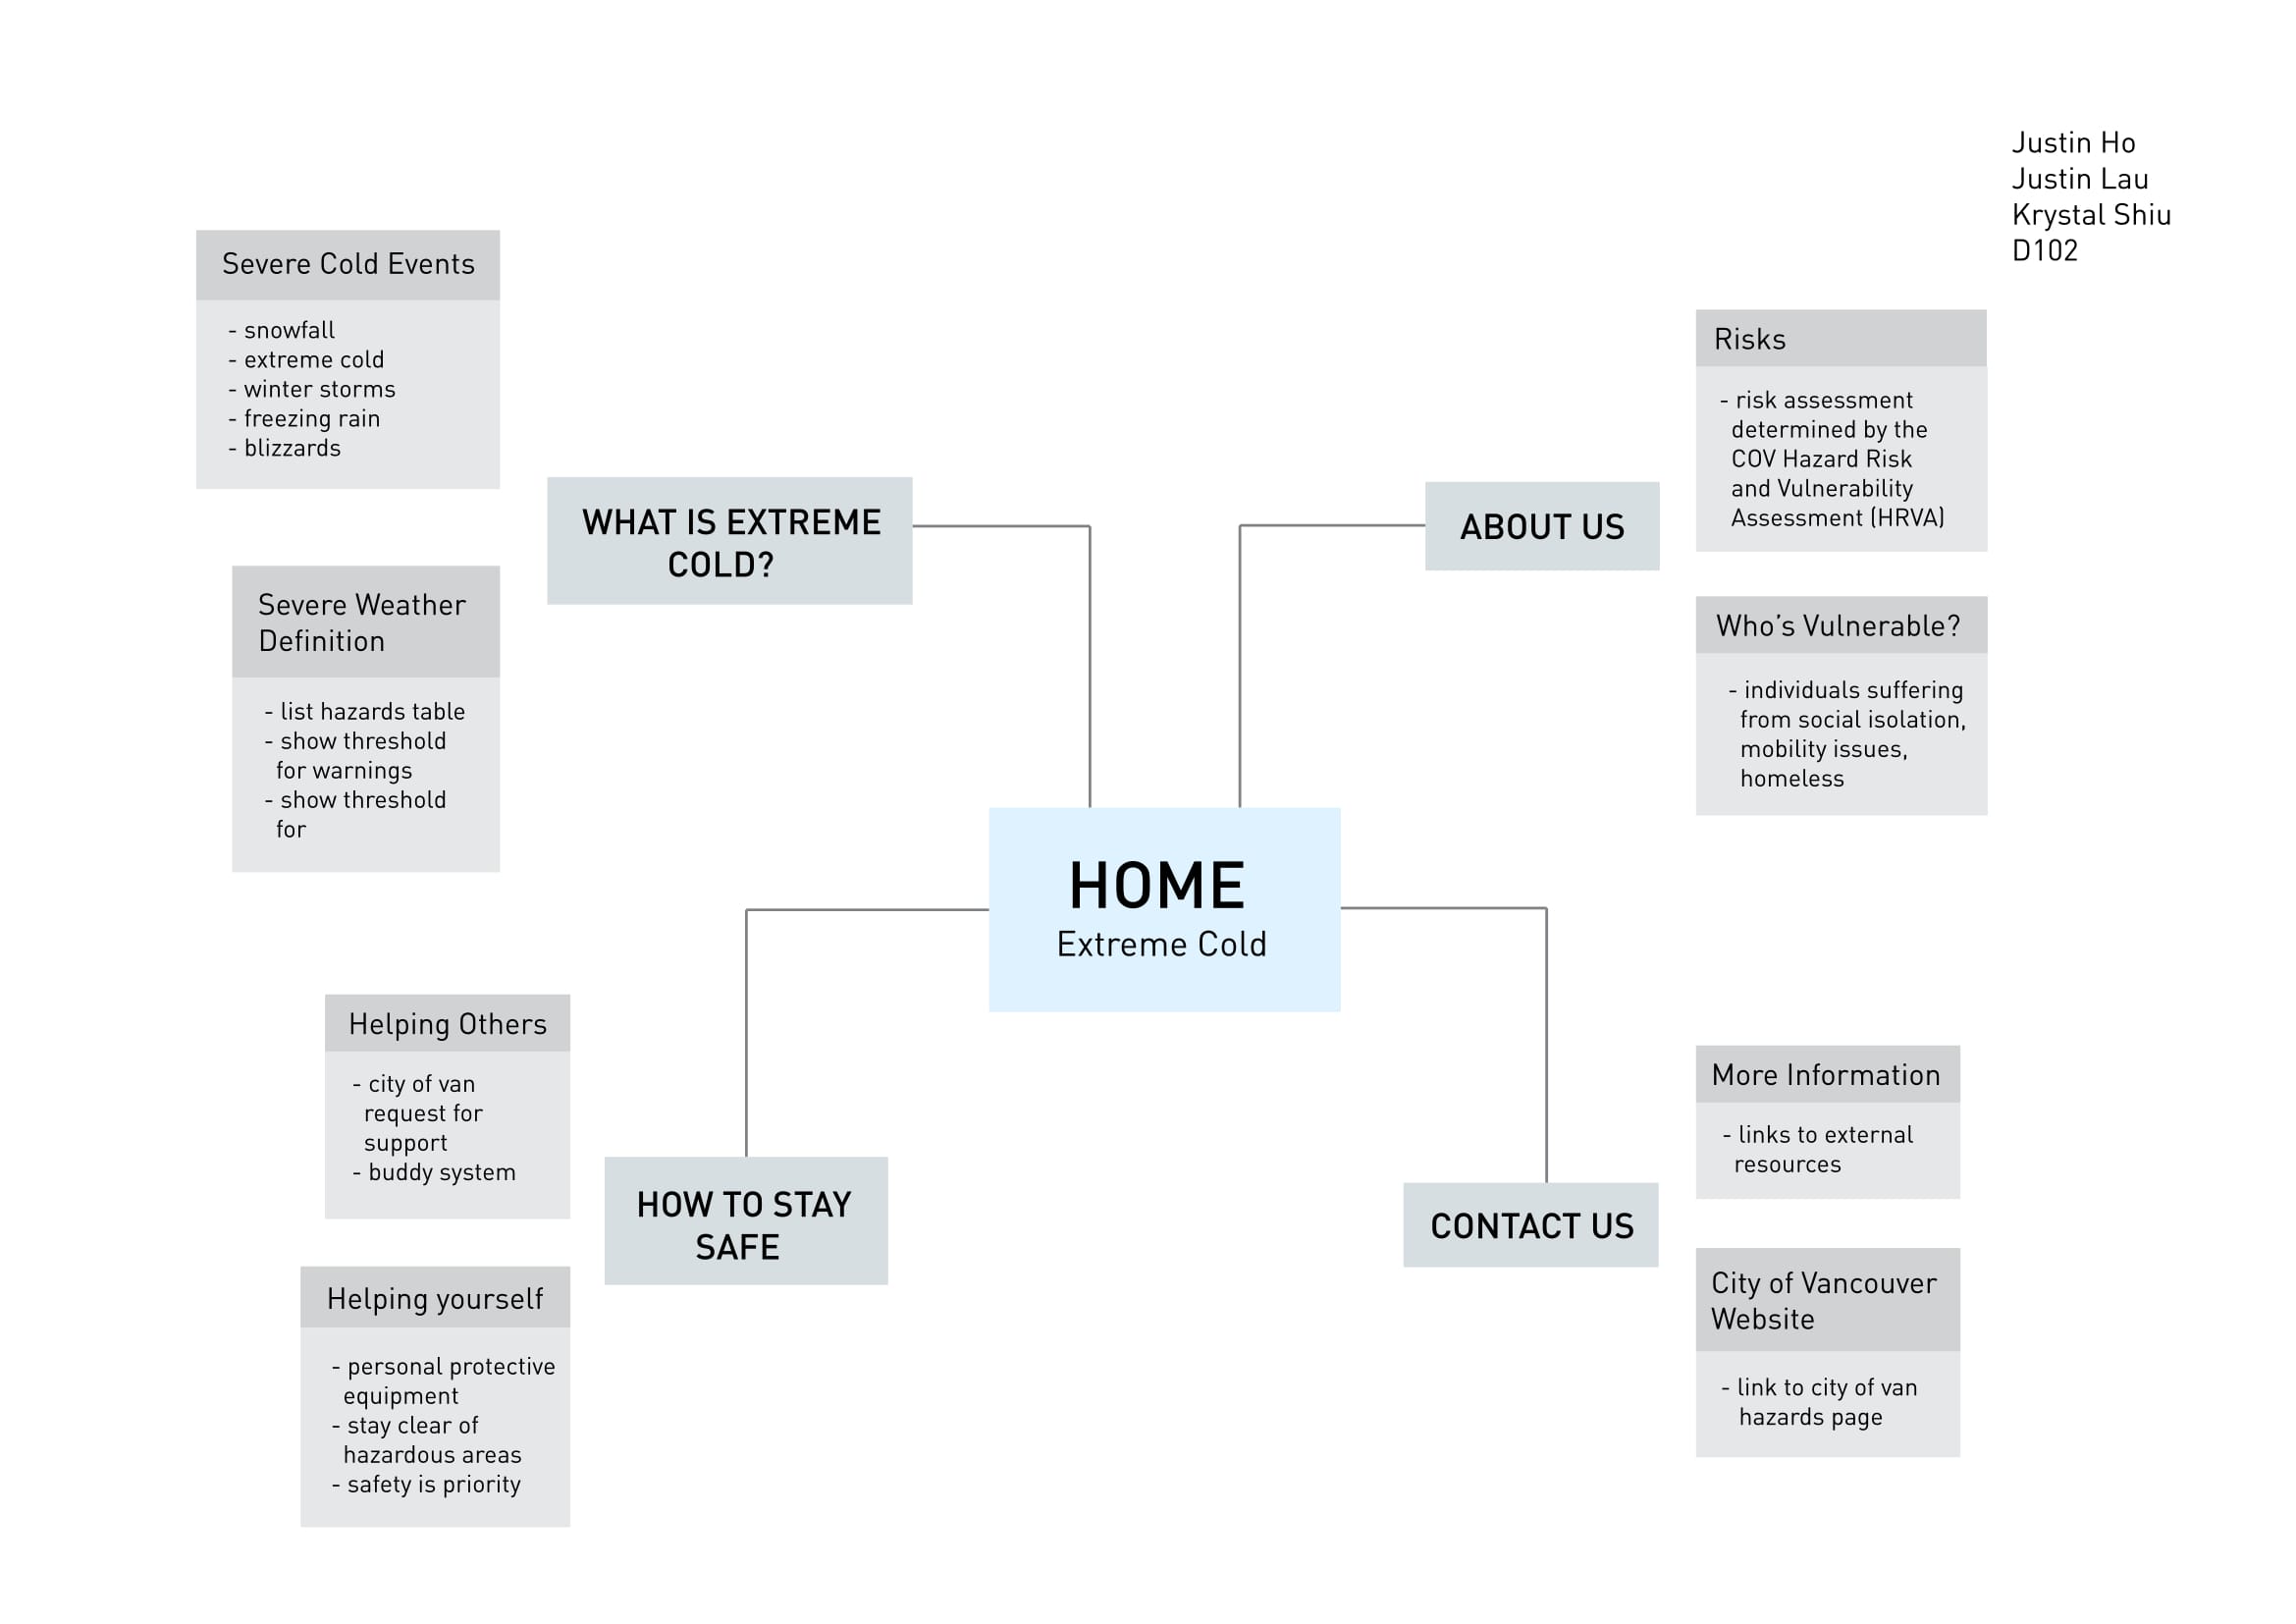 Justin Ho
Justin Lau
Krystal Shiu
D102
Severe Cold Events
- snowfall
- extreme cold
- winter storms
- freezing rain
- blizzards
WHAT IS EXTREME
COLD?
Severe Weather
Definition
- list hazards table
- show threshold
for warnings
- show threshold
for
ABOUT US
Risks
- risk assessment
determined by the
COV Hazard Risk
and Vulnerability
Assessment (HRVA)
Who's Vulnerable?
- individuals suffering
from social isolation,
mobility issues,
homeless
HOME
Extreme Cold
Helping Others
- city of van
request for
support
- buddy system
HOW TO STAY
SAFE
Helping yourself
- personal protective
equipment
- stay clear of
hazardous areas
- safety is priority
CONTACT US
More Information
- links to external
resources
City of Vancouver
Website
- link to city of van
hazards page